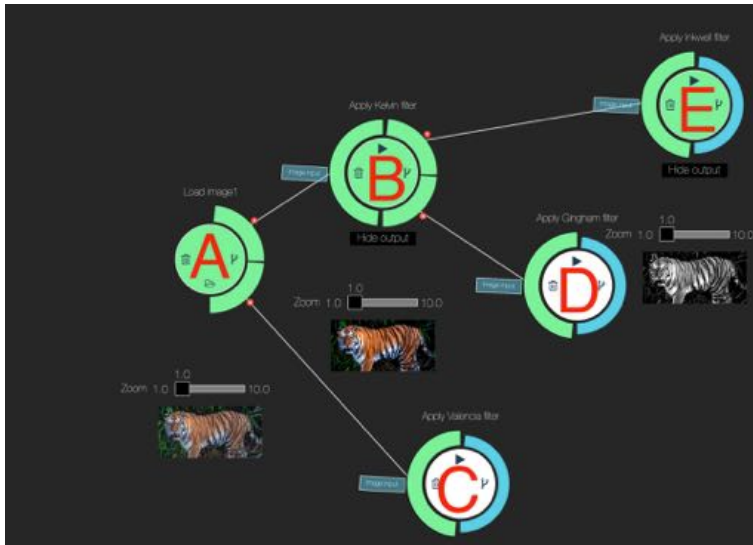 Apply Inkwell filter
E
Image input
Hide output
Apply Kelvin filter
B
Image input
Hide output
Load image1
A
Apply Gingham filter
D
Image input
1.0
Zoom 1.0 10.0
1.0
Zoom 1.0 10.0
1.0
Zoom 1.0 10.0
Apply Valencia filter
C
Image input